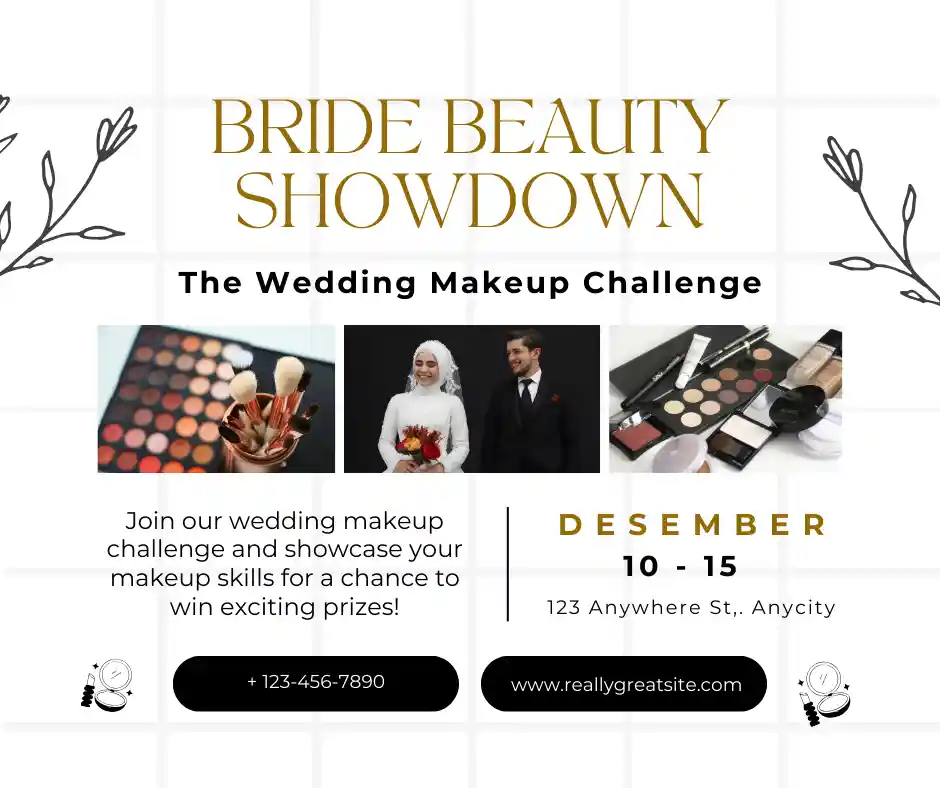 BRIDE BEAUTY
SHOWDOWN
The Wedding Makeup Challenge
Join our wedding makeup
challenge and showcase your
makeup skills for a chance to
win exciting prizes!
DESEMBER
10 - 15
123 Anywhere St,. Anycity
+ 123-456-7890
www.reallygreatsite.com